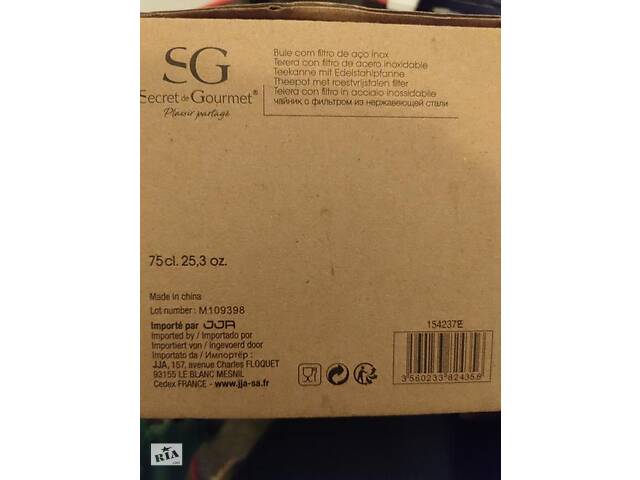 SG
Secret de Gourmet®
Plaisir partagé
Bule com filtro de aço inox
Terera con filtro de acero inoxidable
Teekanne mit Edelstahlpfanne
Theepot met roestvrijstalen filter
Teiera con filtro in acciaio inossidabile
чайник с фильтром из нержавеющей стали
75cl. 25,3 oz.
Made in china
Lot number : M109398
Importé par JJA
Imported by / Importado por
Importiert von / Ingevoerd door
Importato da / Импортёр :
JJA, 157, avenue Charles FLOQUET
93155 LE BLANC MESNIL
Cedex FRANCE - www.jja-sa.fr
154237E
3 560233 824358
RIA.com